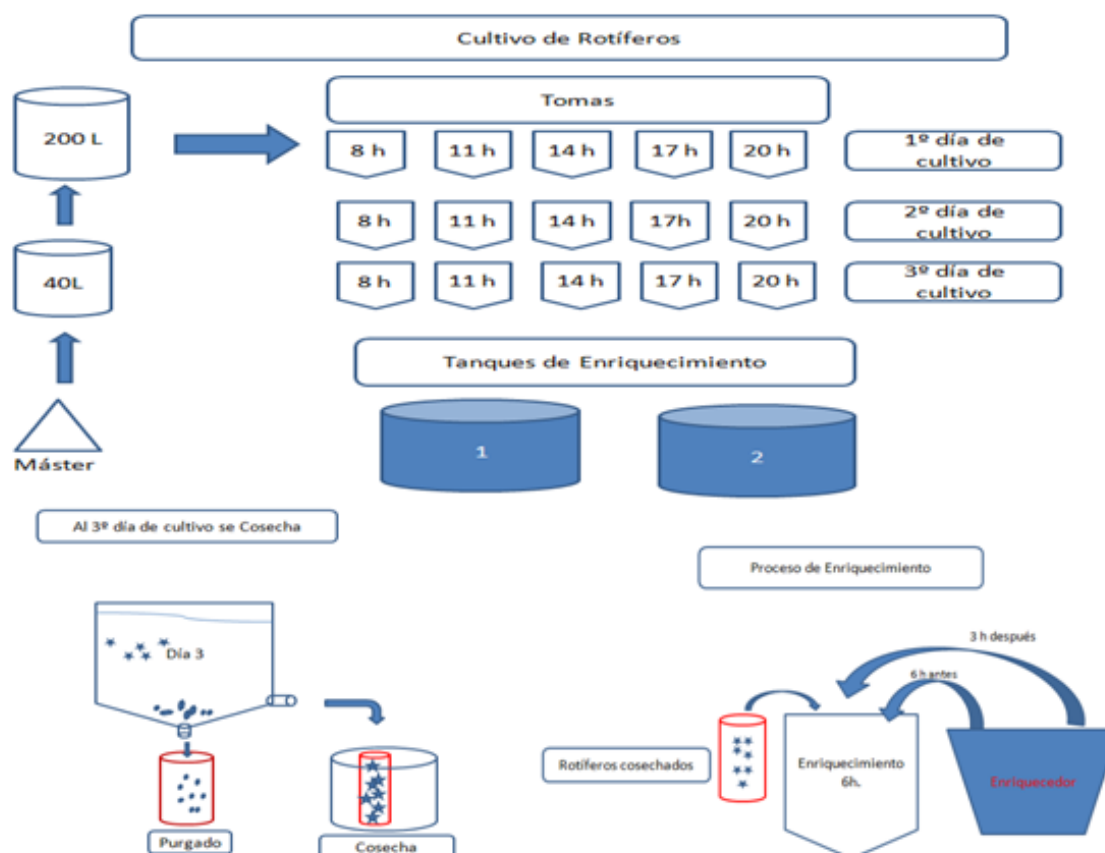 Cultivo de Rotíferos
Tomas
200 L
8 h 11 h 14 h 17 h 20 h
1º día de
cultivo
8 h 11 h 14 h 17h 20 h
2º día de
cultivo
40L
8 h 11 h 14 h 17 h 20 h
3º día de
cultivo
Tanques de Enriquecimiento
1
2
Máster
Al 3º día de cultivo se Cosecha
Día 3
Purgado
Cosecha
Proceso de Enriquecimiento
3 h después
6 h antes
Rotíferos cosechados
Enriquecimiento
6h.
Enriquecedor